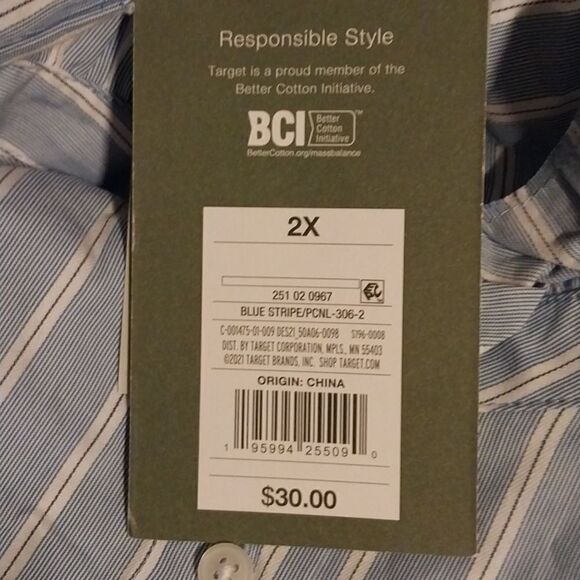 Responsible Style
Target is a proud member of the
Better Cotton Initiative.
BCI Better Cotton Initiative™
BetterCotton.org/massbalance
2X
251 02 0967
BLUE STRIPE/PCNL-306-2
C-001475-01-009 DES21_50A06-0098 S196-0008
DIST. BY TARGET CORPORATION, MPLS., MN 55403
©2021 TARGET BRANDS, INC. SHOP TARGET.COM
ORIGIN: CHINA
1 95994 25509 0
$30.00